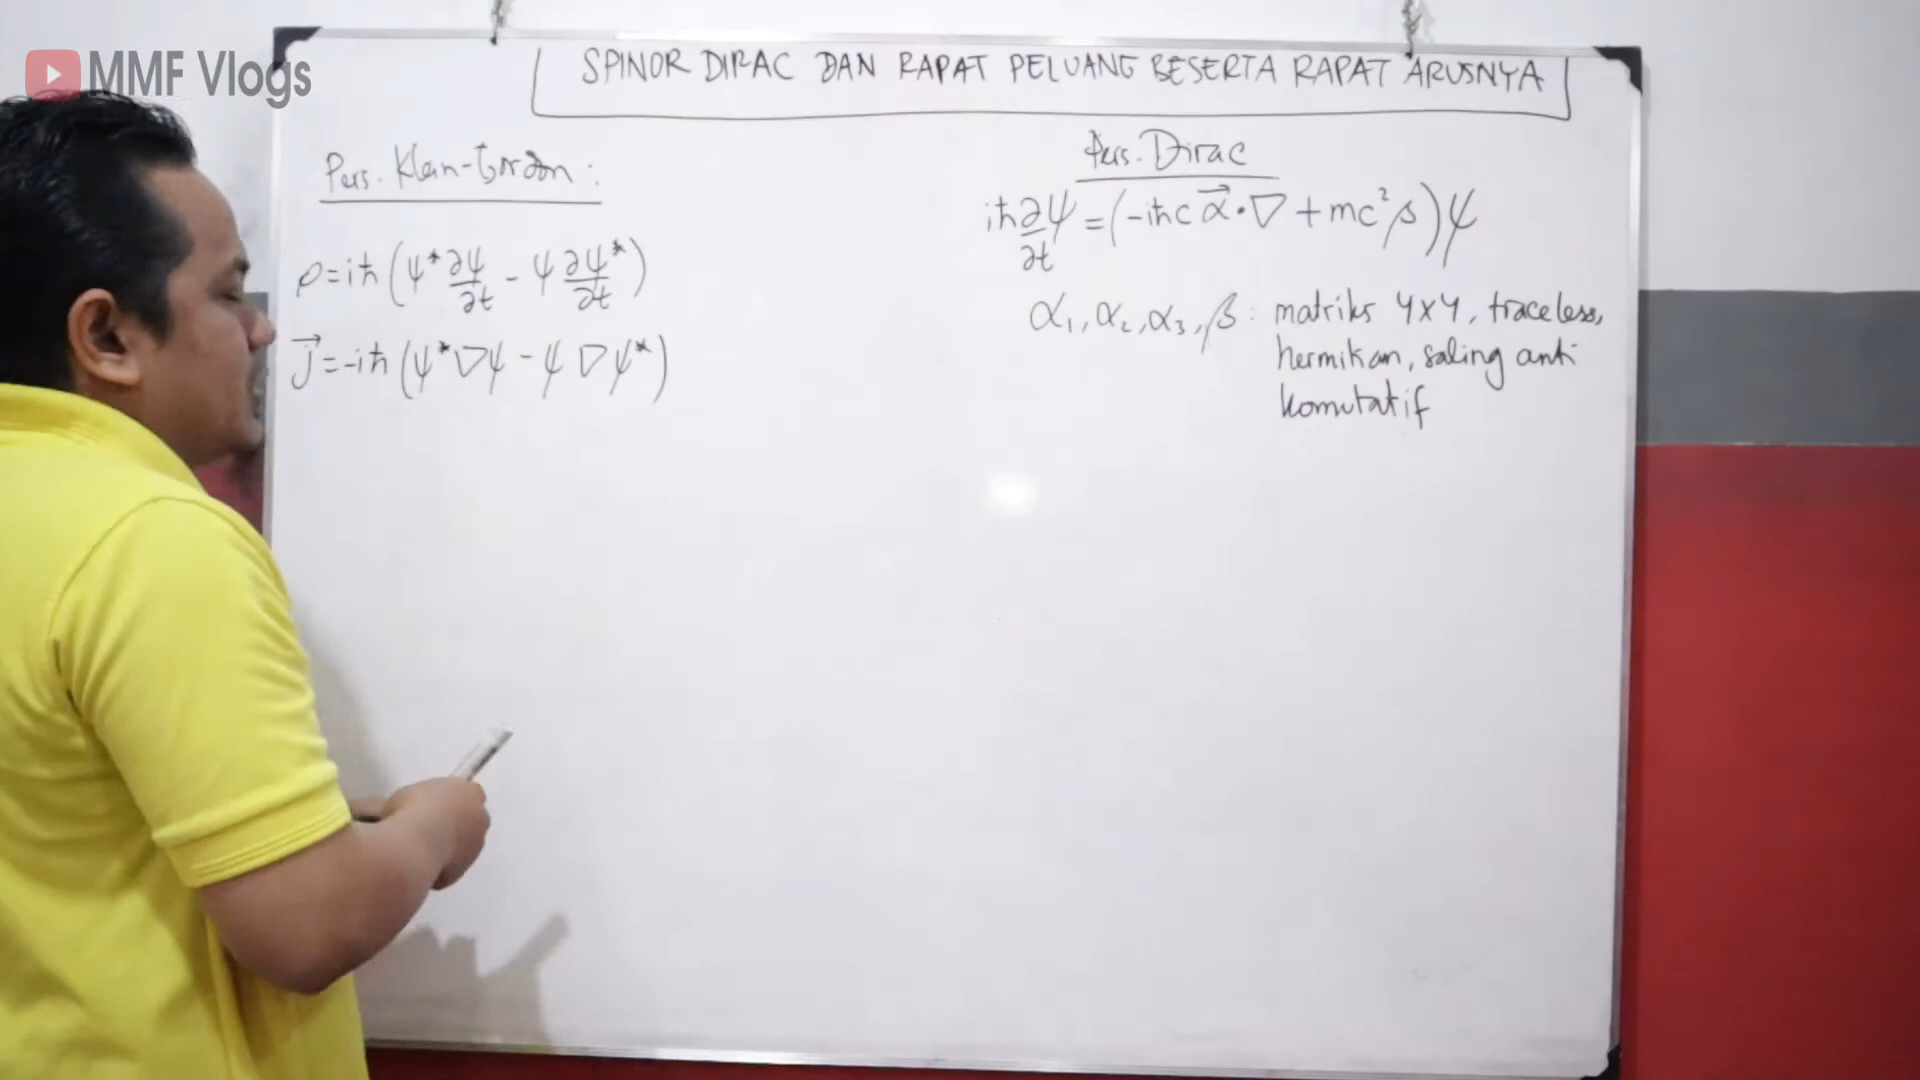 MMF Vlogs
SPINOR DIRAC DAN RAPAT PELUANG BESERTA RAPAT ARUSNYA
Pers. Klein-Gordon :
ρ=iħ(ψ* ∂ψ/∂t - ψ ∂ψ*/∂t)
J⃗=-iħ(ψ*∇ψ - ψ∇ψ*)
Pers. Dirac
iħ ∂ψ/∂t = (-iħc α⃗•∇ + mc²β)ψ
α₁, α₂, α₃, β : matriks 4x4, traceless,
hermitian, saling anti
komutatif